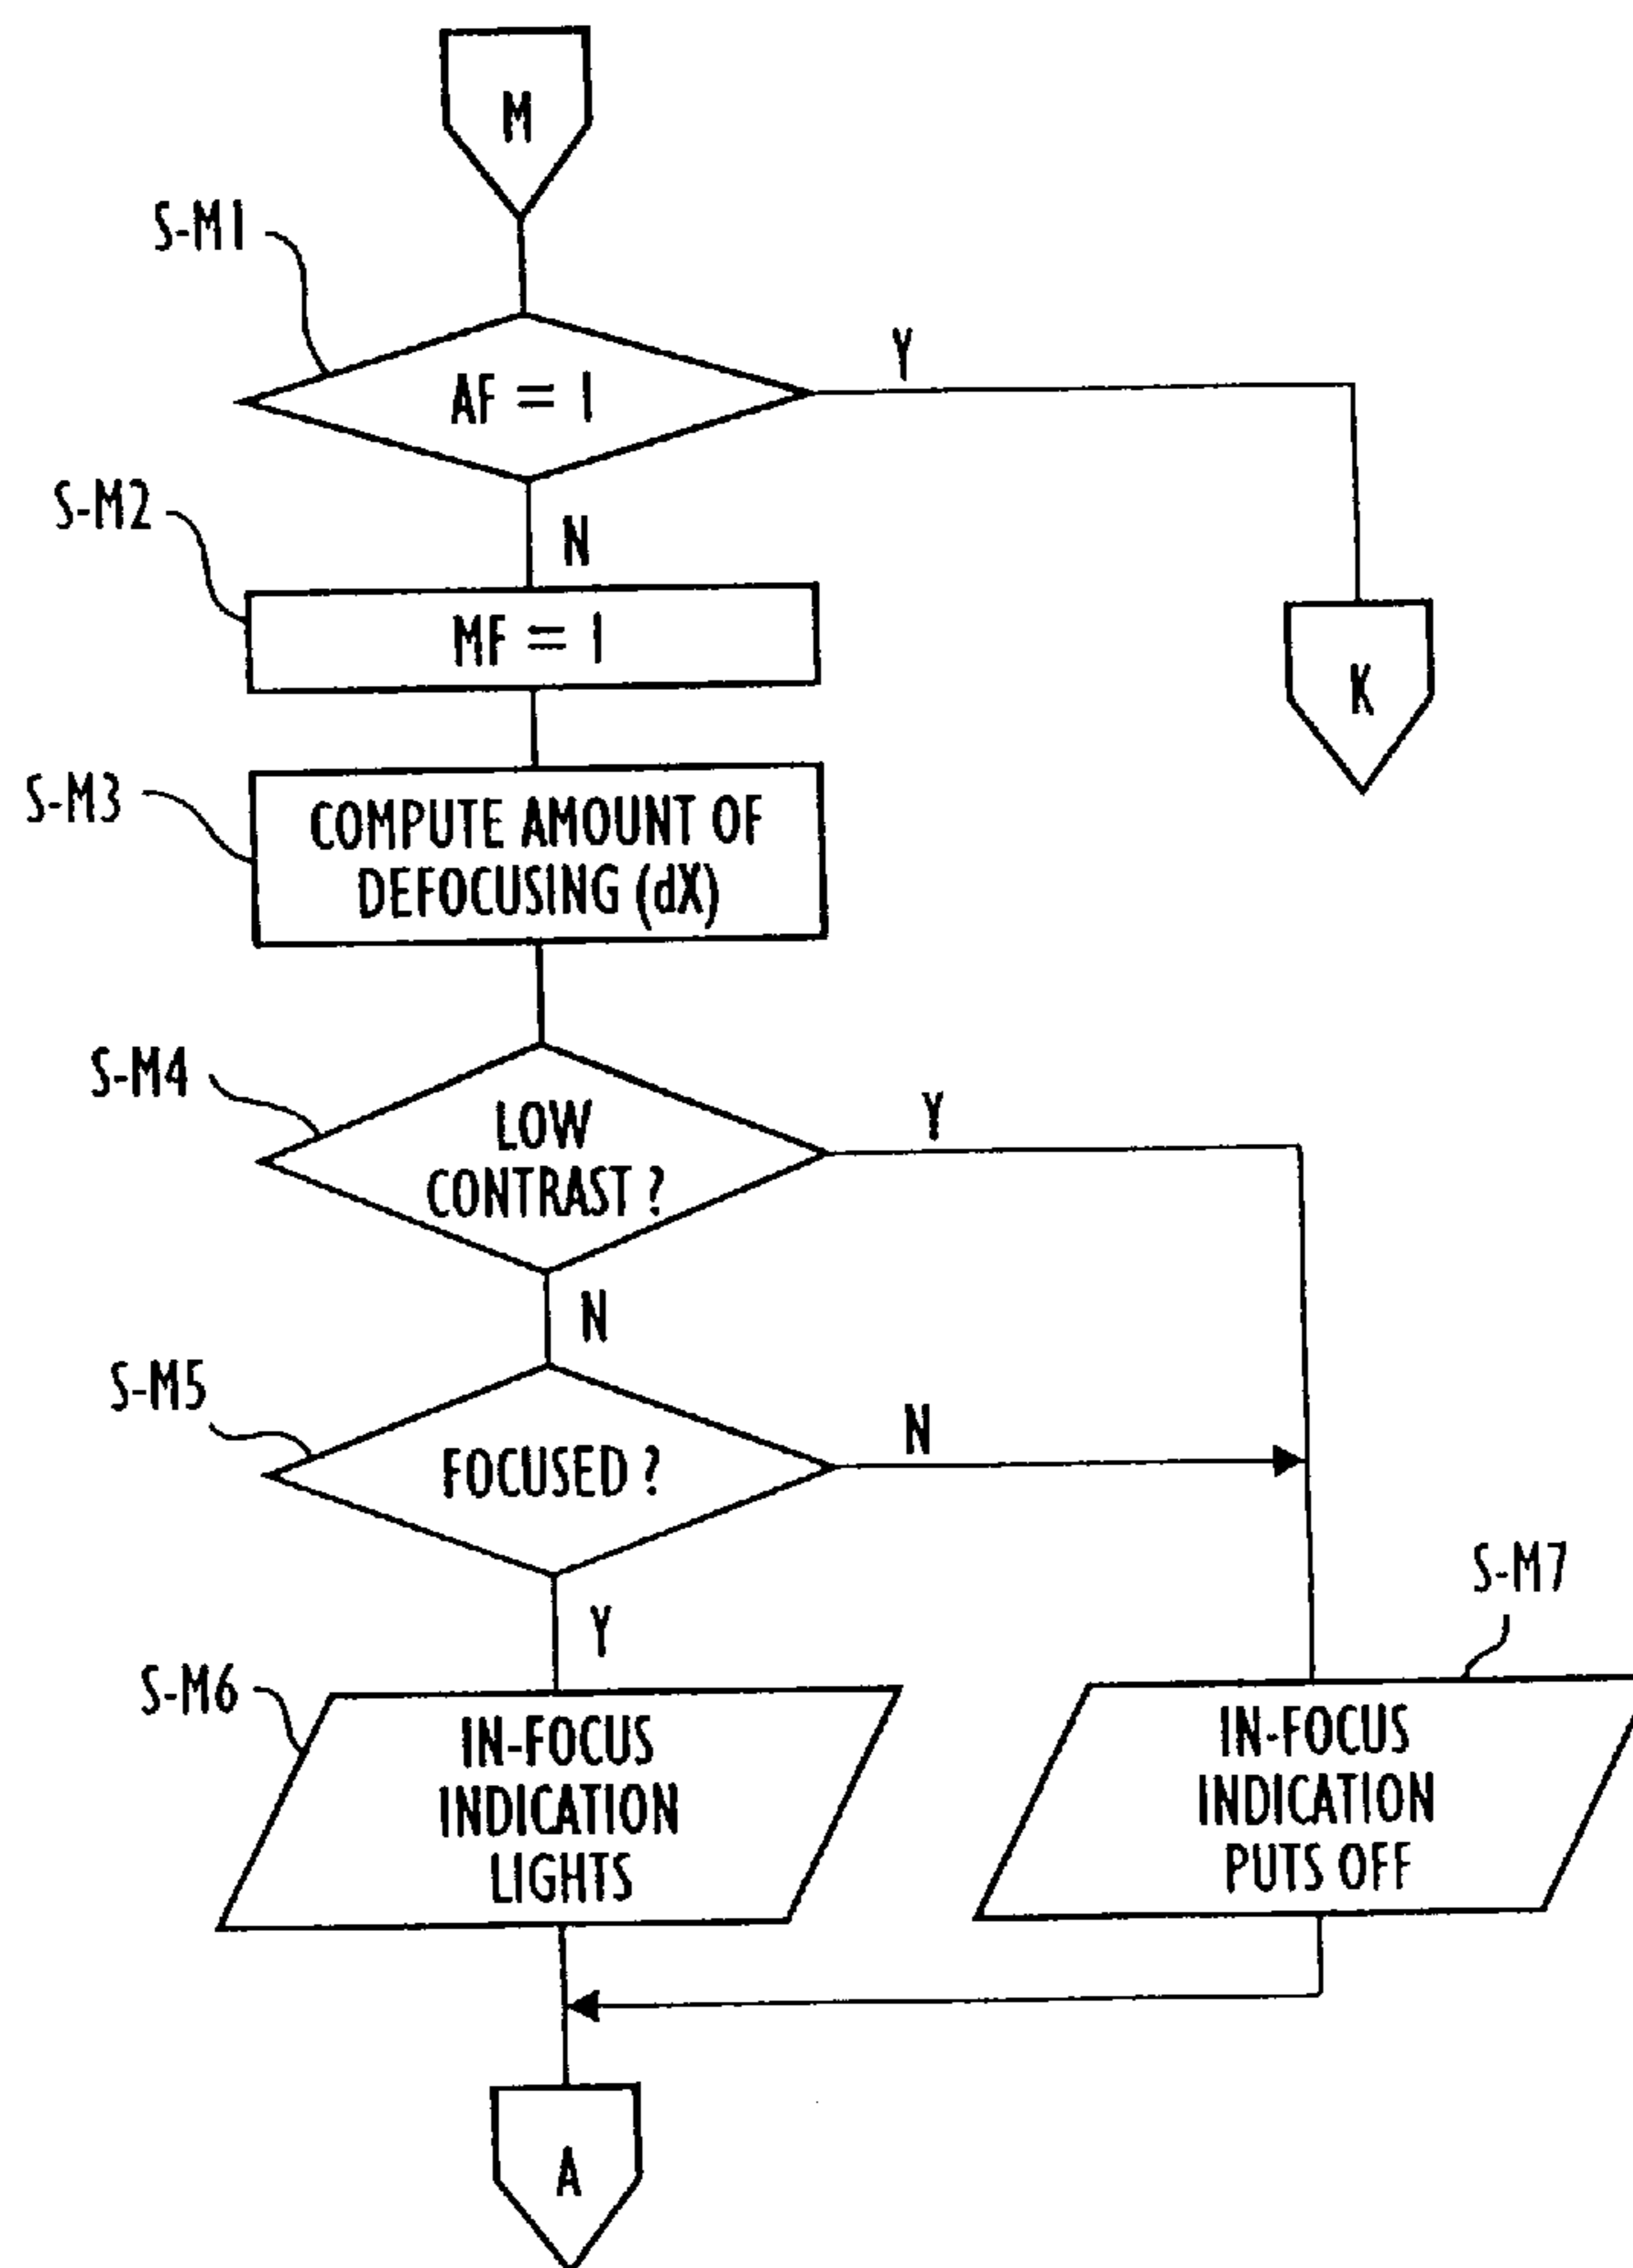 M
S-M1
AF = 1
Y
S-M2
N
MF = 1
K
S-M3
COMPUTE AMOUNT OF
DEFOCUSING (dX)
S-M4
LOW
CONTRAST ?
Y
N
S-M5
FOCUSED ?
N
Y
S-M7
S-M6
IN-FOCUS
INDICATION
LIGHTS
IN-FOCUS
INDICATION
PUTS OFF
A